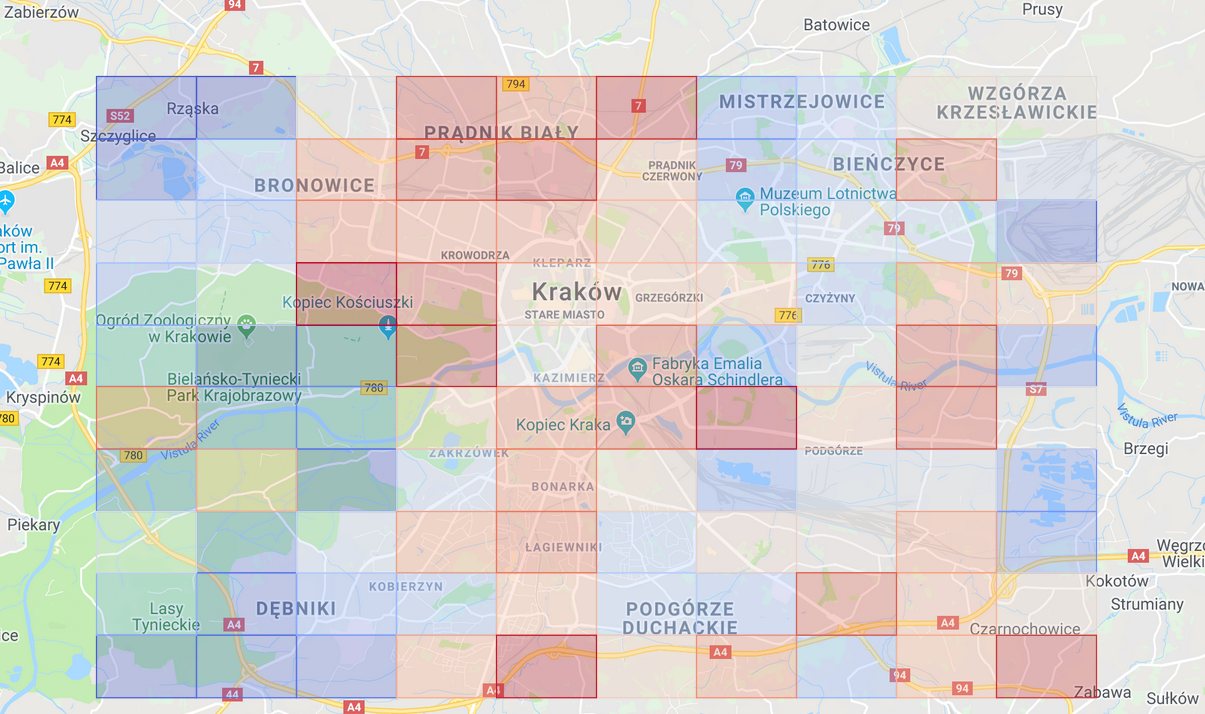 Zabierzów
94
Prusy
Batowice
7
774
S52
Rząska
794
7
MISTRZEJOWICE
WZGÓRZA
KRZESŁAWICKIE
Szczyglice
PRĄDNIK BIAŁY
Balice
A4
7
PRADNIK
CZERWONY
79
BIEŃCZYCE
BRONOWICE
Muzeum Lotnictwa
Polskiego
aków
ort im.
Pawła II
79
KROWODRZA
KLEPARZ
776
79
774
Kraków
GRZEGÓRZKI
CZYŻYNY
NOWA
Kopiec Kościuszki
STARE MIASTO
776
Ogród Zoologiczny
w Krakowie
774
A4
Bielańsko-Tyniecki
Park Krajobrazowy
780
KAZIMIERZ
Fabryka Emalia
Oskara Schindlera
Vistula River
S7
Kryspinów
780
Vistula River
Kopiec Kraka
Vistula River
780
ZAKRZÓWEK
PODGÓRZE
Brzegi
BONARKA
Piekary
ŁAGIEWNIKI
A4
Węgrz
Wielki
KOBIERZYN
Kokotów
Lasy
Tynieckie
DĘBNIKI
PODGÓRZE
DUCHACKIE
Strumiany
A4
A4
Czarnochowice
ice
A4
94
94
A4
44
A4
Zabawa
Sułków